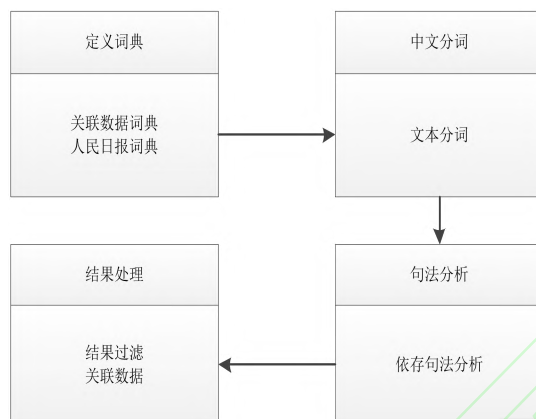 定义词典
关联数据词典
人民日报词典
中文分词
文本分词
句法分析
依存句法分析
结果处理
结果过滤
关联数据